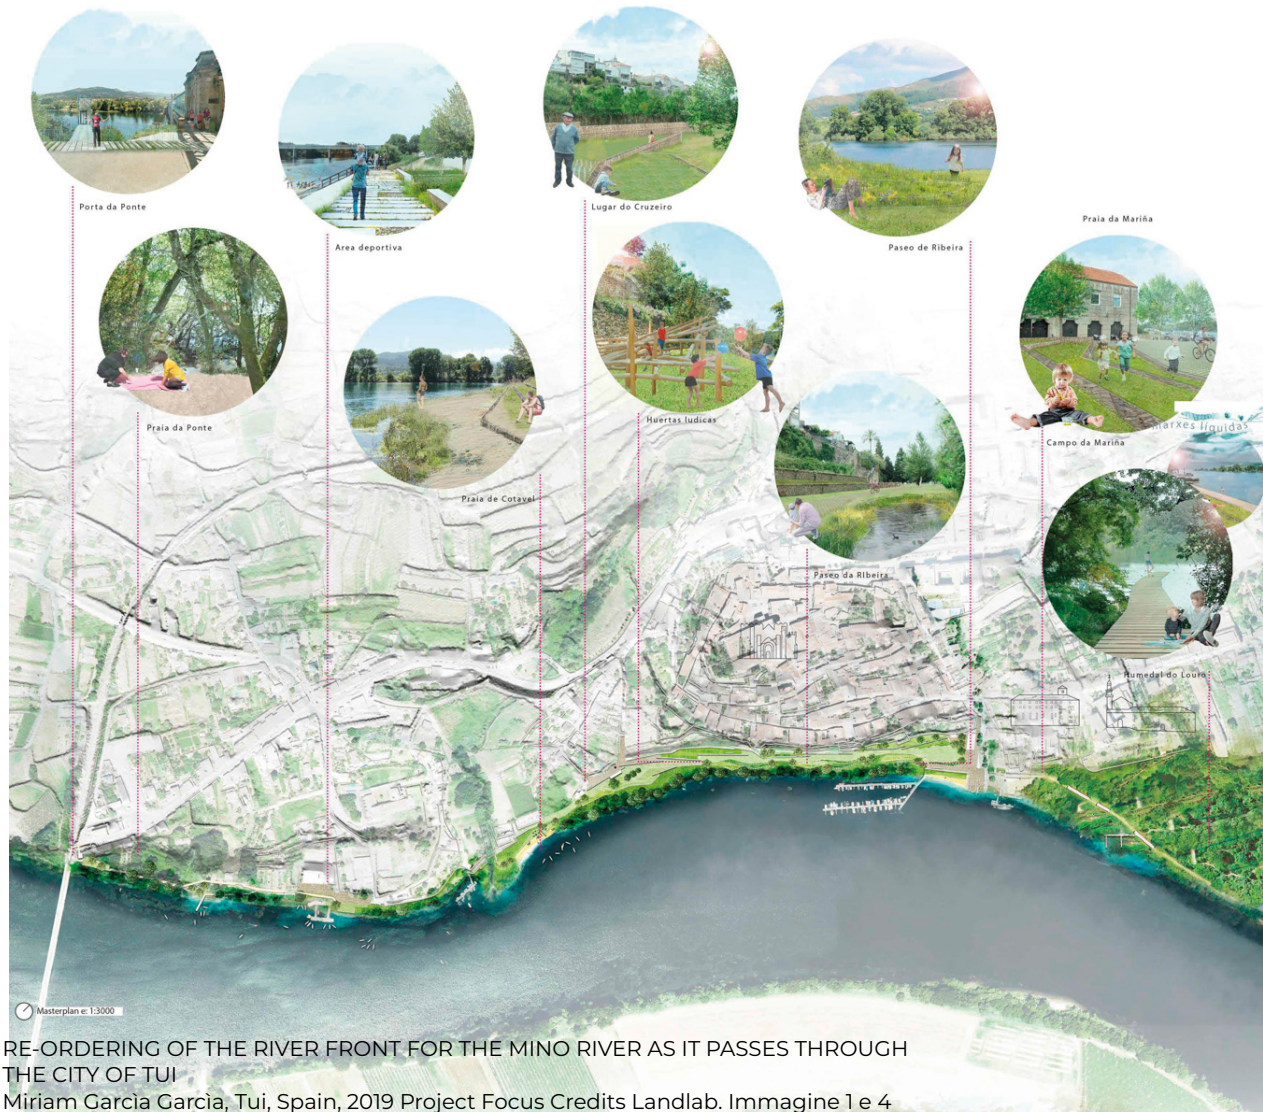 Porta da Ponte
Area deportiva
Lugar do Cruzeiro
Paseo de Ribeira
Praia da Mariña
Praia da Ponte
Praia de Cotavel
Huertas ludicas
Paseo da RIbeira
Campo da Mariña
marxes líquidas
Humedal do Louro
Masterplan e: 1:3000
RE-ORDERING OF THE RIVER FRONT FOR THE MINO RIVER AS IT PASSES THROUGH
THE CITY OF TUI
Miriam Garcìa Garcìa, Tui, Spain, 2019 Project Focus Credits Landlab. Immagine 1 e 4